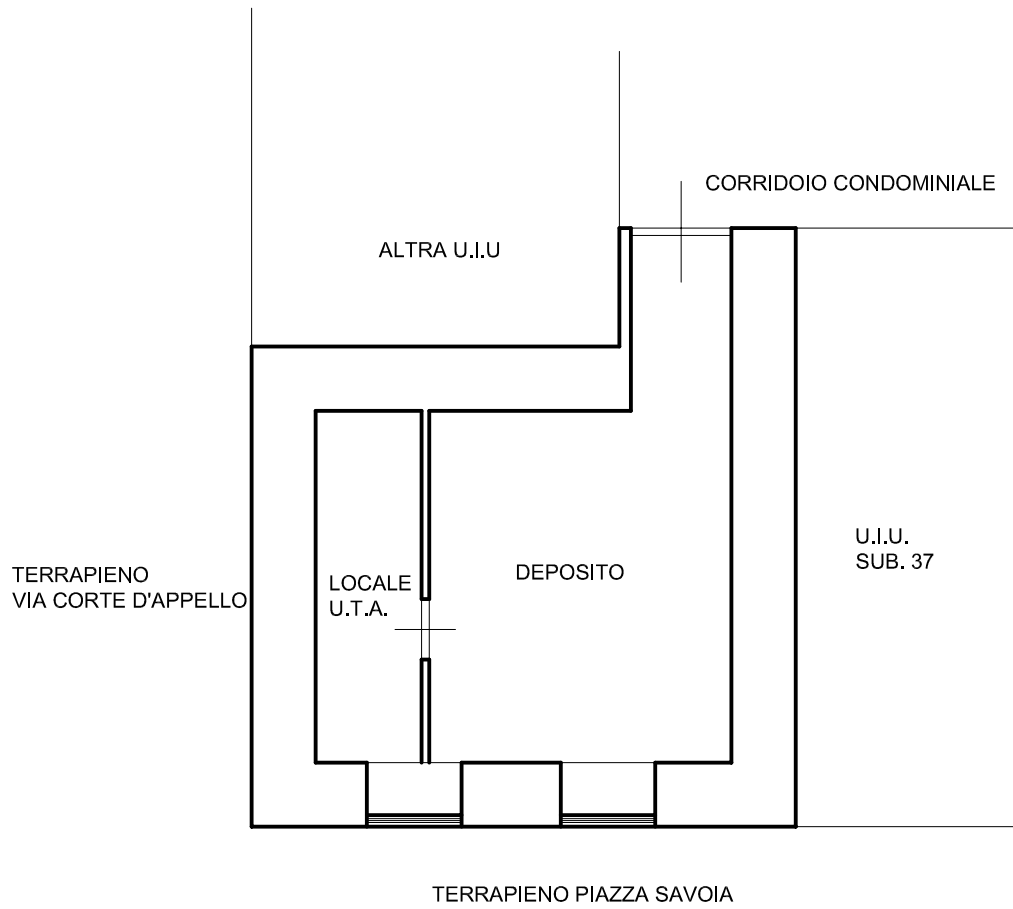 CORRIDOIO CONDOMINIALE
ALTRA U.I.U
U.I.U.
SUB. 37
DEPOSITO
LOCALE
U.T.A.
TERRAPIENO
VIA CORTE D'APPELLO
TERRAPIENO PIAZZA SAVOIA